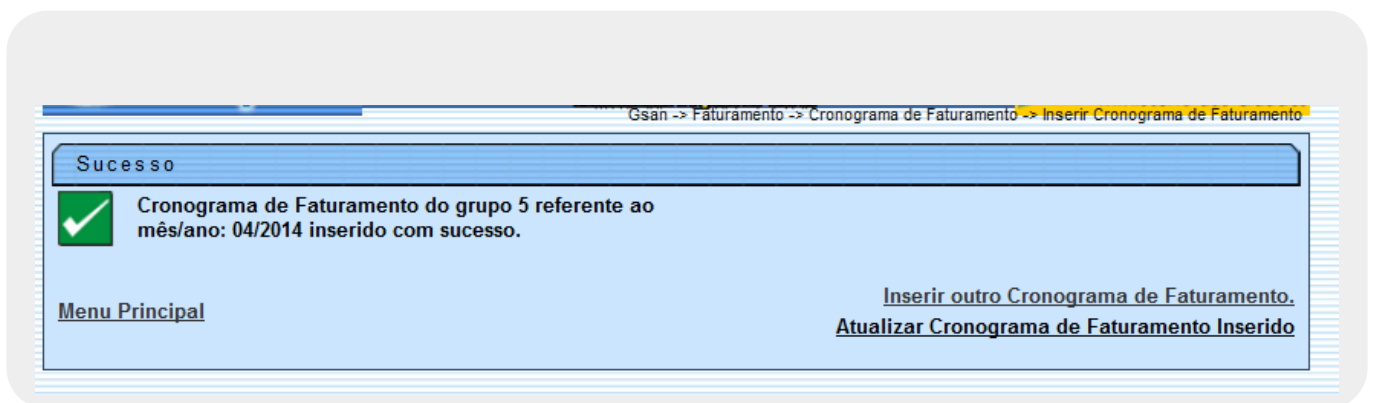 Gsan -> Faturamento -> Cronograma de Faturamento -> Inserir Cronograma de Faturamento
Sucesso
Cronograma de Faturamento do grupo 5 referente ao
mês/ano: 04/2014 inserido com sucesso.
Inserir outro Cronograma de Faturamento.
Menu Principal
Atualizar Cronograma de Faturamento Inserido